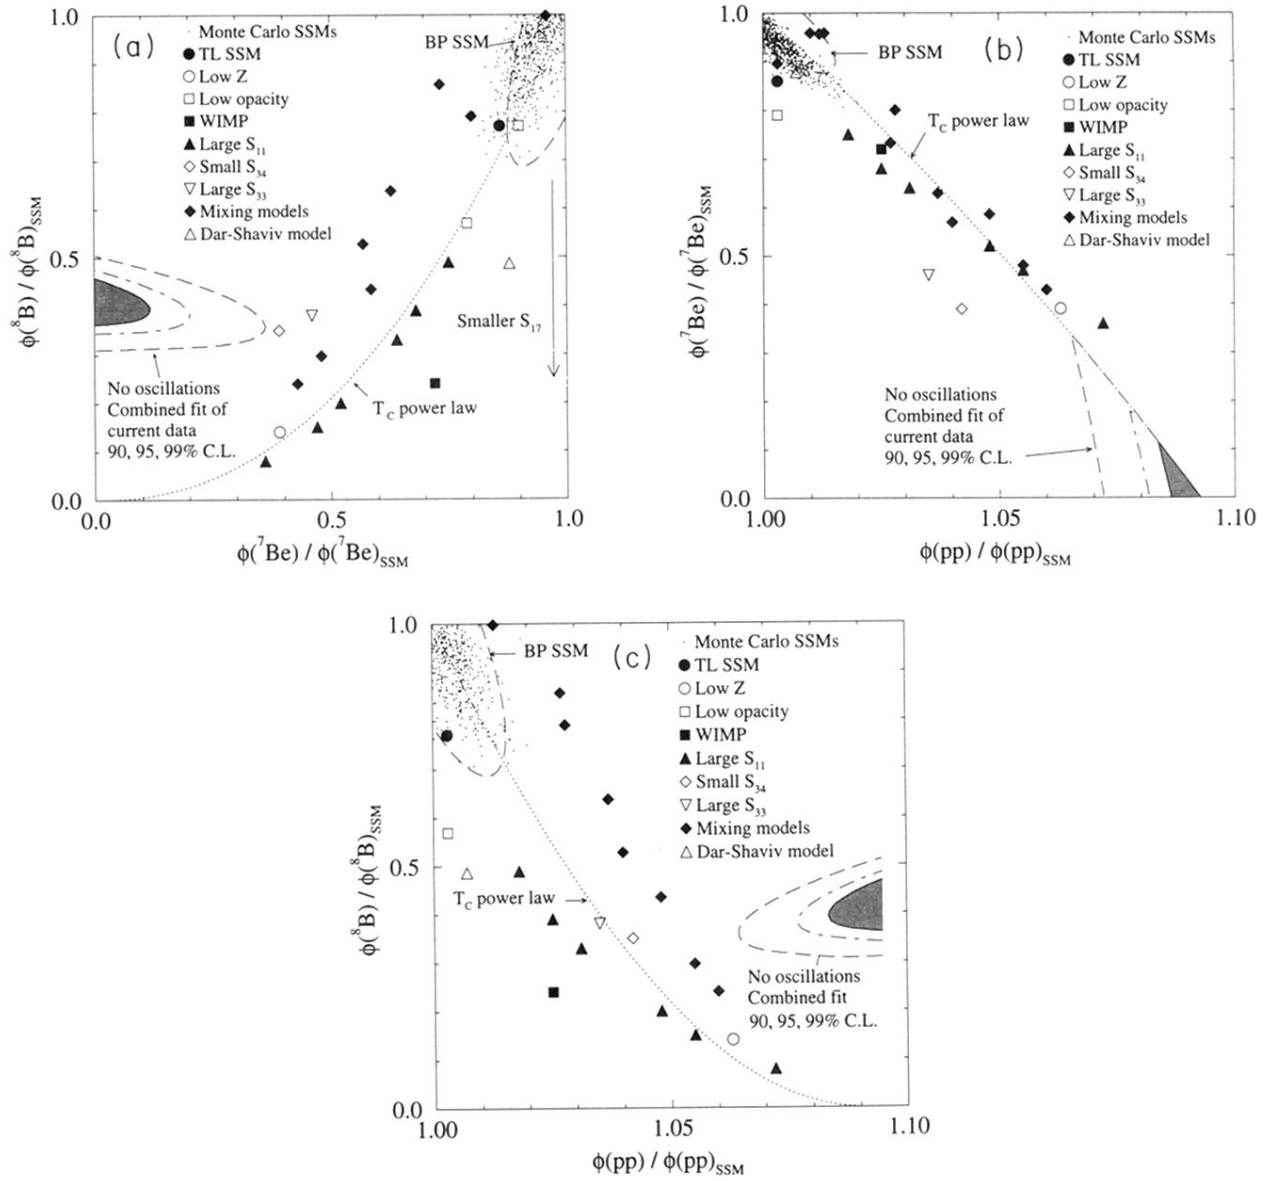 (a)
1.0
0.5
0.0
ϕ(⁸B) / ϕ(⁸B)SSM
Monte Carlo SSMs
TL SSM
Low Z
Low opacity
WIMP
Large S₁₁
Small S₃₄
Large S₃₃
Mixing models
Dar-Shaviv model
BP SSM
Smaller S₁₇
T_C power law
No oscillations
Combined fit of
current data
90, 95, 99% C.L.
0.0 0.5 1.0
ϕ(⁷Be) / ϕ(⁷Be)SSM
(b)
1.0
0.5
0.0
ϕ(⁷Be) / ϕ(⁷Be)SSM
BP SSM
Monte Carlo SSMs
TL SSM
Low Z
Low opacity
WIMP
Large S₁₁
Small S₃₄
Large S₃₃
Mixing models
Dar-Shaviv model
T_C power law
No oscillations
Combined fit of
current data
90, 95, 99% C.L.
1.00 1.05 1.10
ϕ(pp) / ϕ(pp)SSM
(c)
1.0
0.5
0.0
ϕ(⁸B) / ϕ(⁸B)SSM
BP SSM
Monte Carlo SSMs
TL SSM
Low Z
Low opacity
WIMP
Large S₁₁
Small S₃₄
Large S₃₃
Mixing models
Dar-Shaviv model
T_C power law
No oscillations
Combined fit
90, 95, 99% C.L.
1.00 1.05 1.10
ϕ(pp) / ϕ(pp)SSM